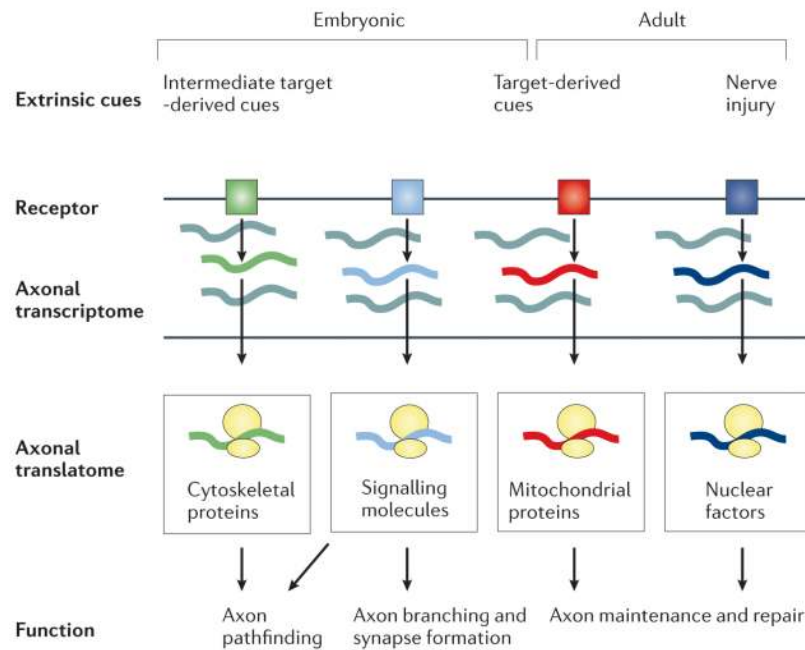 Embryonic
Adult
Extrinsic cues
Intermediate target
-derived cues
Target-derived
cues
Nerve
injury
Receptor
Axonal
transcriptome
Axonal
translatome
Cytoskeletal
proteins
Signalling
molecules
Mitochondrial
proteins
Nuclear
factors
Function
Axon
pathfinding
Axon branching and
synapse formation
Axon maintenance and repair